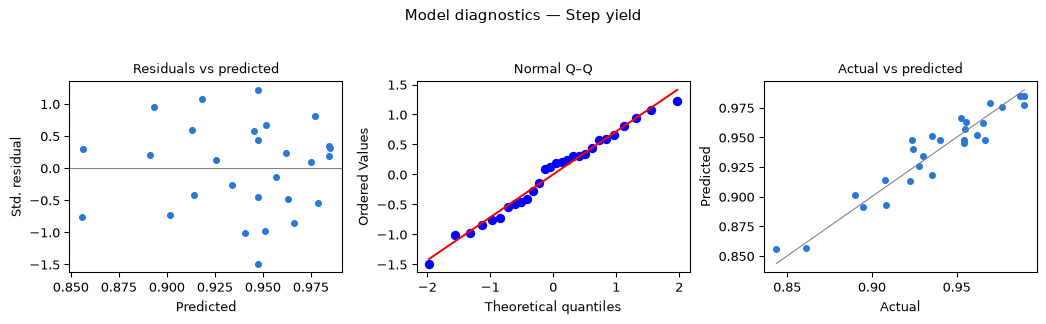 Model diagnostics — Step yield
Residuals vs predicted
Std. residual
1.0
0.5
0.0
−0.5
−1.0
−1.5
0.850 0.875 0.900 0.925 0.950 0.975
Predicted
Normal Q–Q
Ordered Values
1.5
1.0
0.5
0.0
−0.5
−1.0
−1.5
−2 −1 0 1 2
Theoretical quantiles
Actual vs predicted
Predicted
0.975
0.950
0.925
0.900
0.875
0.850
0.85 0.90 0.95
Actual